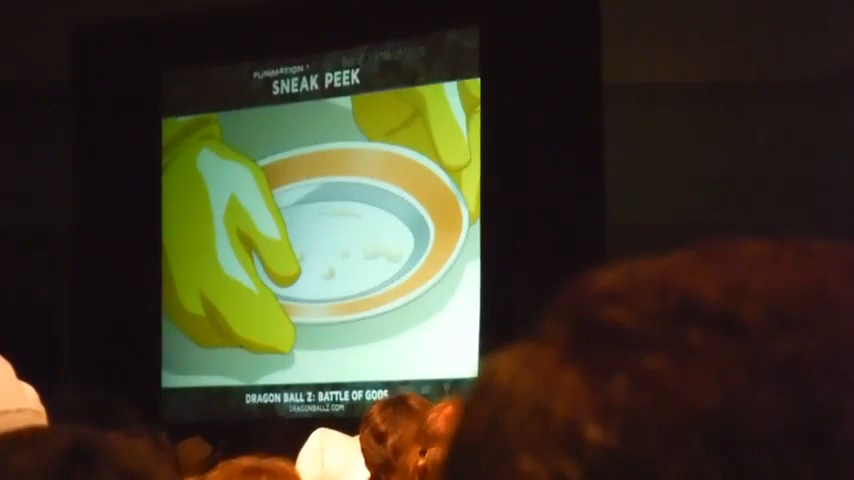 FUNIMATION
SNEAK PEEK
DRAGON BALL Z: BATTLE OF GODS
DRAGONBALLZ.COM